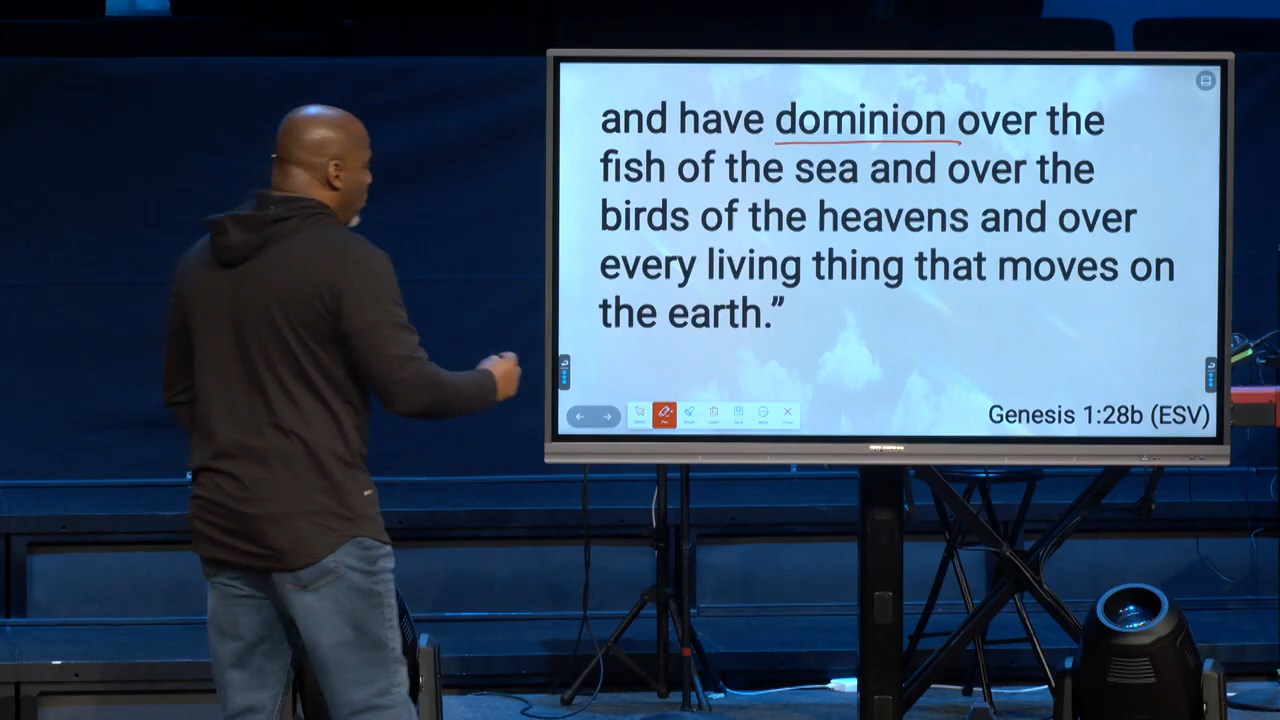 and have dominion over the
fish of the sea and over the
birds of the heavens and over
every living thing that moves on
the earth.”
Genesis 1:28b (ESV)